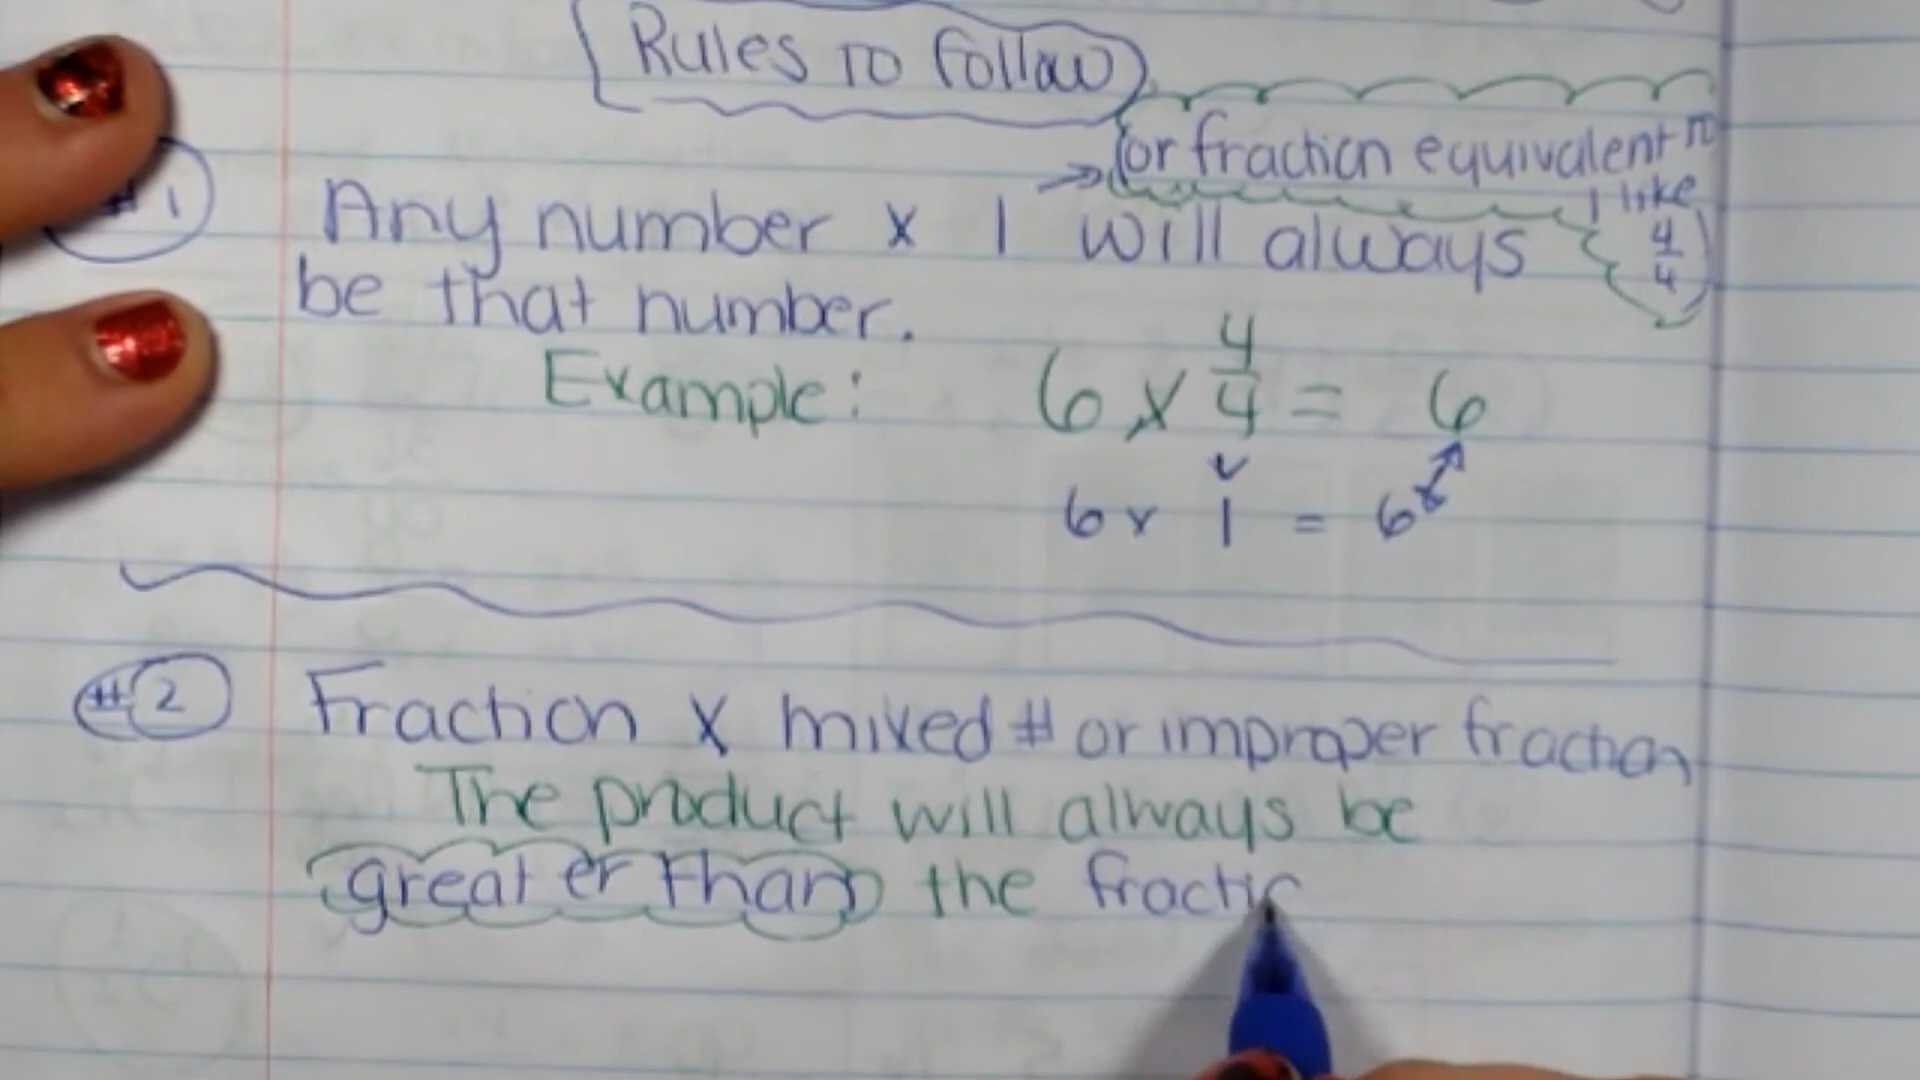 Rules to follow
(or fraction equivalent to
1 like
4/4)
#1 Any number x 1 will always
be that number.
Example: 6 x 4/4 = 6
6 x 1 = 6
#2 Fraction x mixed # or improper fraction
The product will always be
greater than the fractio